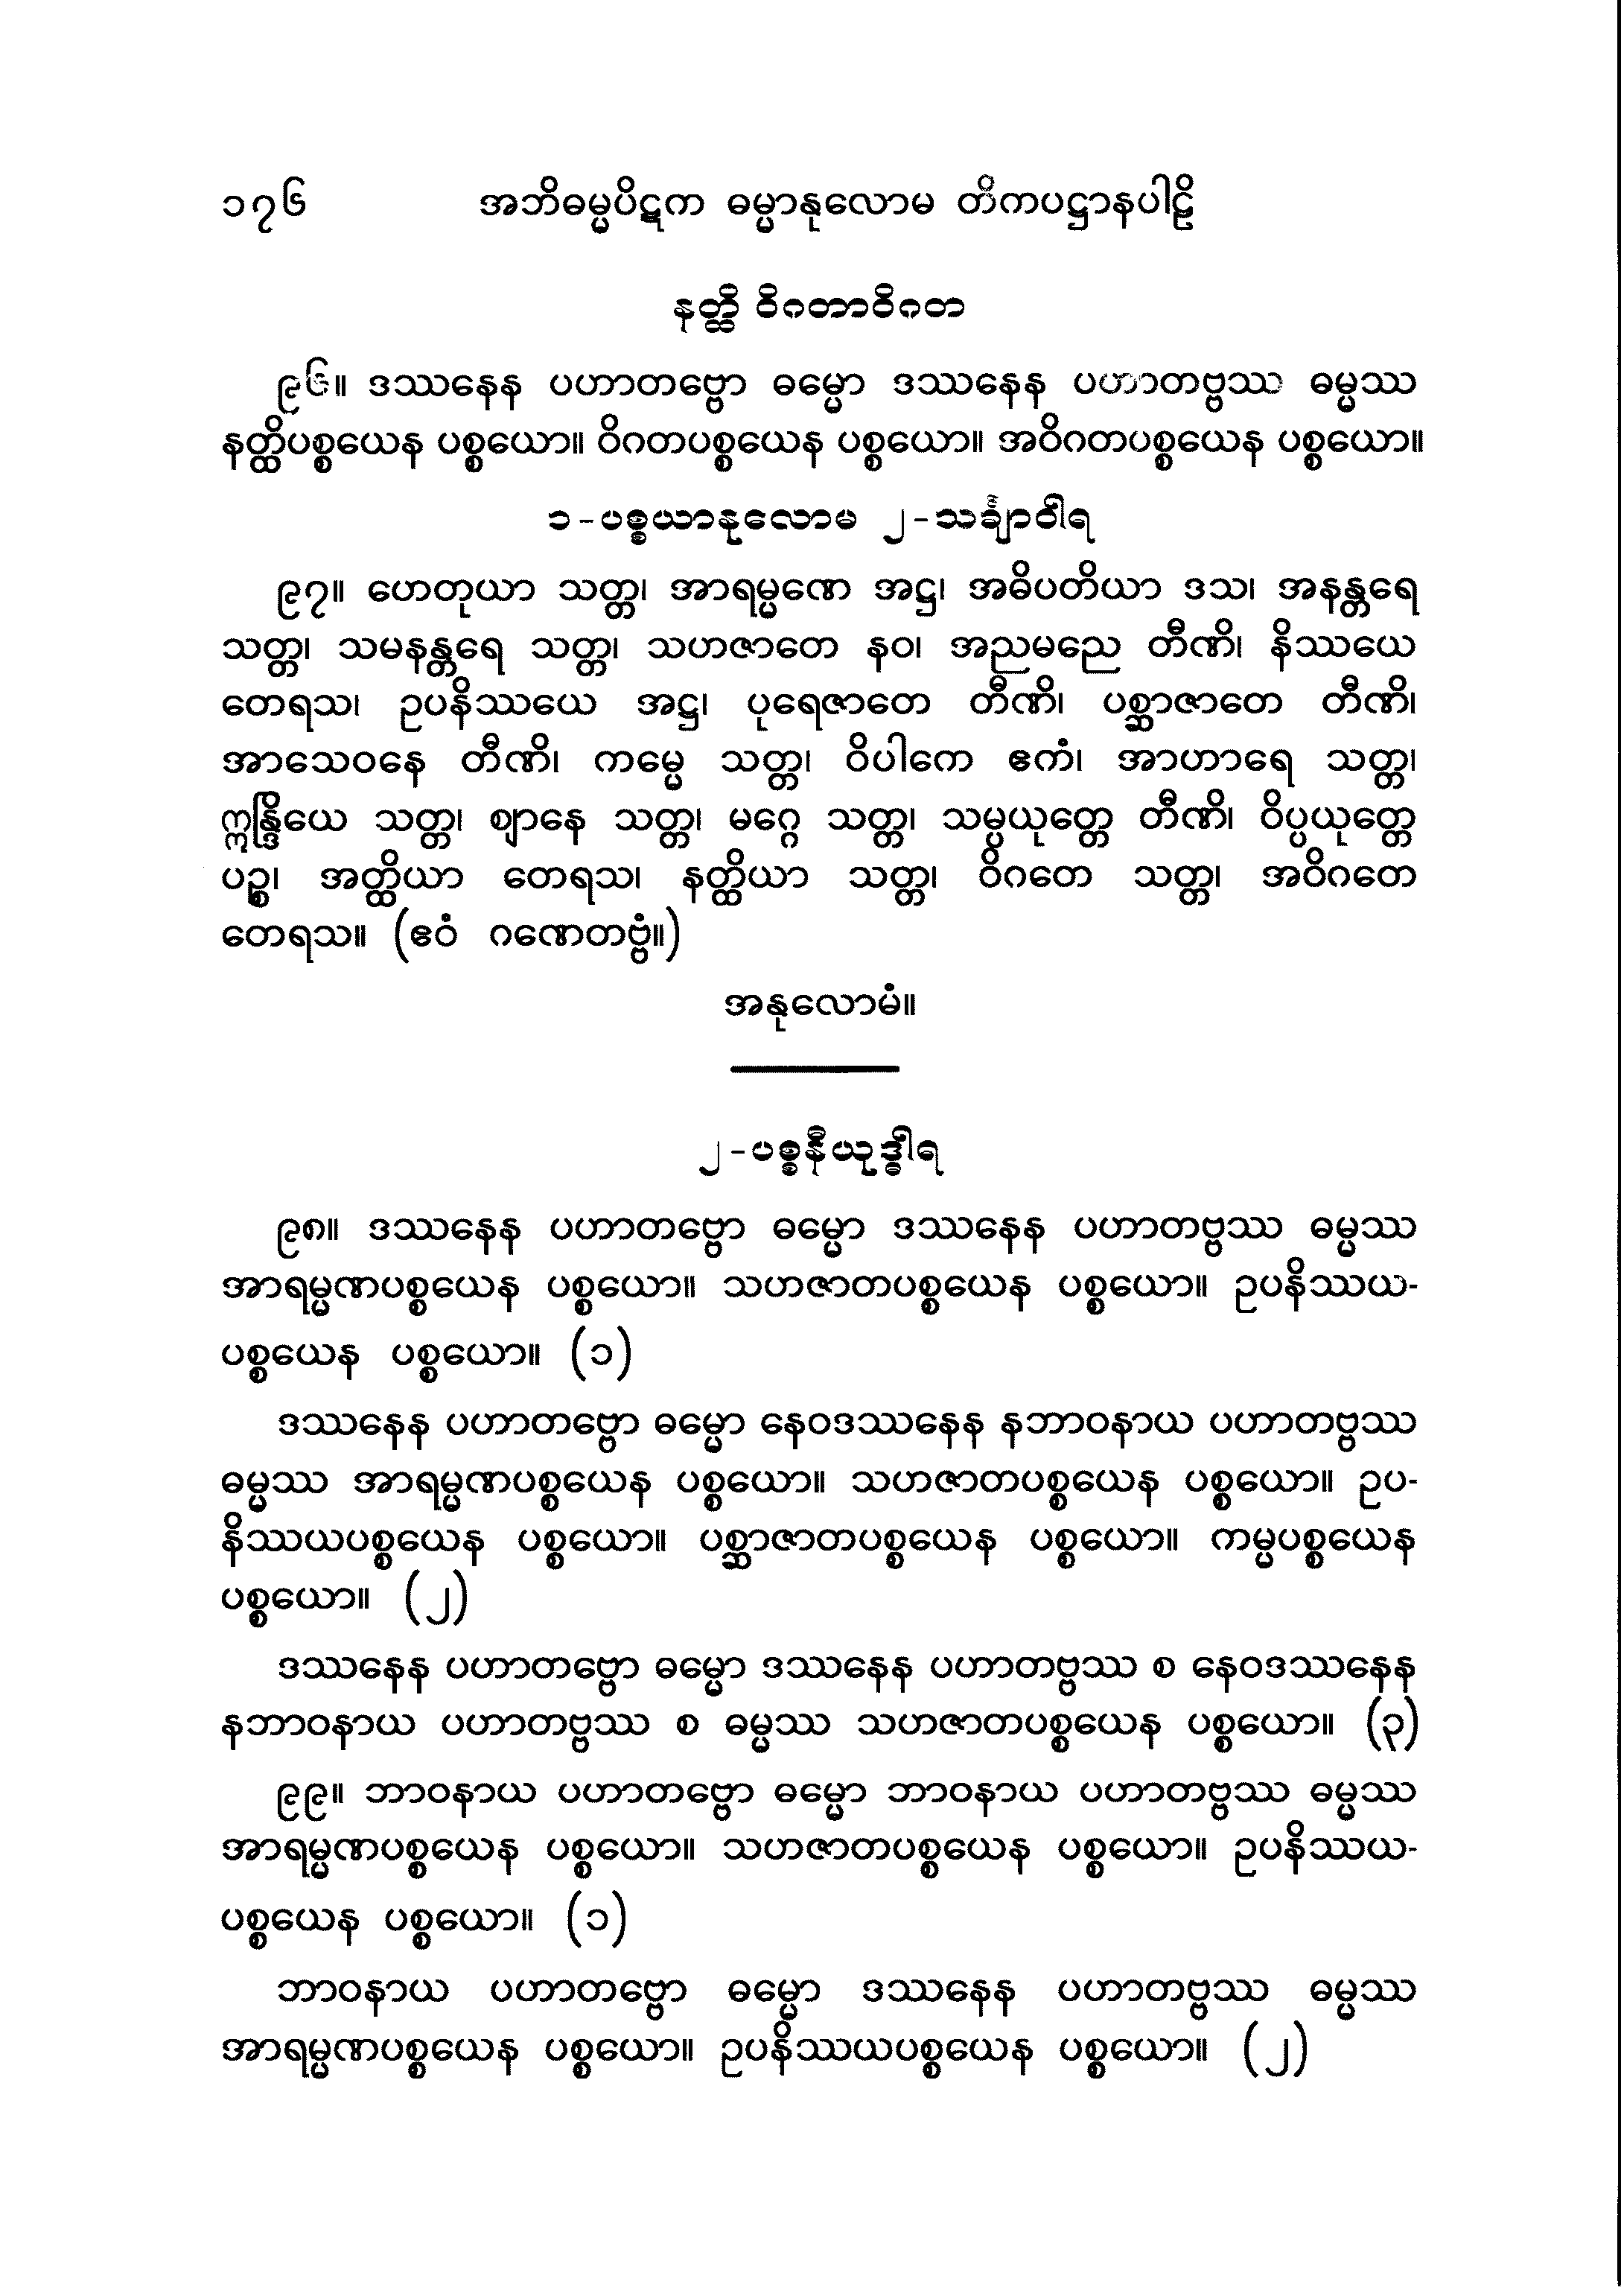 ၁၇၆ အဘိဓမ္မပိဋက ဓမ္မာနုလောမ တိကပဋ္ဌာနပါဠိ
နတ္ထိ ဝိဂတာဝိဂတ
၉၆။ ဒဿနေန ပဟာတဗ္ဗော ဓမ္မော ဒဿနေန ပဟာတဗ္ဗဿ ဓမ္မဿ
နတ္ထိပစ္စယေန ပစ္စယော။ ဝိဂတပစ္စယေန ပစ္စယော။ အဝိဂတပစ္စယေန ပစ္စယော။
၁-ပစ္စယာနုလောမ ၂-သင်္ချာဝါရ
၉၇။ ဟေတုယာ သတ္တ၊ အာရမ္မဏေ အဋ္ဌ၊ အဓိပတိယာ ဒသ၊ အနန္တရေ
သတ္တ၊ သမနန္တရေ သတ္တ၊ သဟဇာတေ နဝ၊ အညမညေ တီဏိ၊ နိဿယေ
တေရသ၊ ဥပနိဿယေ အဋ္ဌ၊ ပုရေဇာတေ တီဏိ၊ ပစ္ဆာဇာတေ တီဏိ၊
အာသေဝနေ တီဏိ၊ ကမ္မေ သတ္တ၊ ဝိပါကေ ဧကံ၊ အာဟာရေ သတ္တ၊
ဣန္ဒြိယေ သတ္တ၊ ဈာနေ သတ္တ၊ မဂ္ဂေ သတ္တ၊ သမ္ပယုတ္တေ တီဏိ၊ ဝိပ္ပယုတ္တေ
ပဉ္စ၊ အတ္ထိယာ တေရသ၊ နတ္ထိယာ သတ္တ၊ ဝိဂတေ သတ္တ၊ အဝိဂတေ
တေရသ။ (ဧဝံ ဂဏေတဗ္ဗံ။)
အနုလောမံ။
၂-ပစ္စနီယုဒ္ဓါရ
၉၈။ ဒဿနေန ပဟာတဗ္ဗော ဓမ္မော ဒဿနေန ပဟာတဗ္ဗဿ ဓမ္မဿ
အာရမ္မဏပစ္စယေန ပစ္စယော။ သဟဇာတပစ္စယေန ပစ္စယော။ ဥပနိဿယ-
ပစ္စယေန ပစ္စယော။ (၁)
ဒဿနေန ပဟာတဗ္ဗော ဓမ္မော နေဝဒဿနေန နဘာဝနာယ ပဟာတဗ္ဗဿ
ဓမ္မဿ အာရမ္မဏပစ္စယေန ပစ္စယော။ သဟဇာတပစ္စယေန ပစ္စယော။ ဥပ-
နိဿယပစ္စယေန ပစ္စယော။ ပစ္ဆာဇာတပစ္စယေန ပစ္စယော။ ကမ္မပစ္စယေန
ပစ္စယော။ (၂)
ဒဿနေန ပဟာတဗ္ဗော ဓမ္မော ဒဿနေန ပဟာတဗ္ဗဿ စ နေဝဒဿနေန
နဘာဝနာယ ပဟာတဗ္ဗဿ စ ဓမ္မဿ သဟဇာတပစ္စယေန ပစ္စယော။ (၃)
၉၉။ ဘာဝနာယ ပဟာတဗ္ဗော ဓမ္မော ဘာဝနာယ ပဟာတဗ္ဗဿ ဓမ္မဿ
အာရမ္မဏပစ္စယေန ပစ္စယော။ သဟဇာတပစ္စယေန ပစ္စယော။ ဥပနိဿယ-
ပစ္စယေန ပစ္စယော။ (၁)
ဘာဝနာယ ပဟာတဗ္ဗော ဓမ္မော ဒဿနေန ပဟာတဗ္ဗဿ ဓမ္မဿ
အာရမ္မဏပစ္စယေန ပစ္စယော။ ဥပနိဿယပစ္စယေန ပစ္စယော။ (၂)